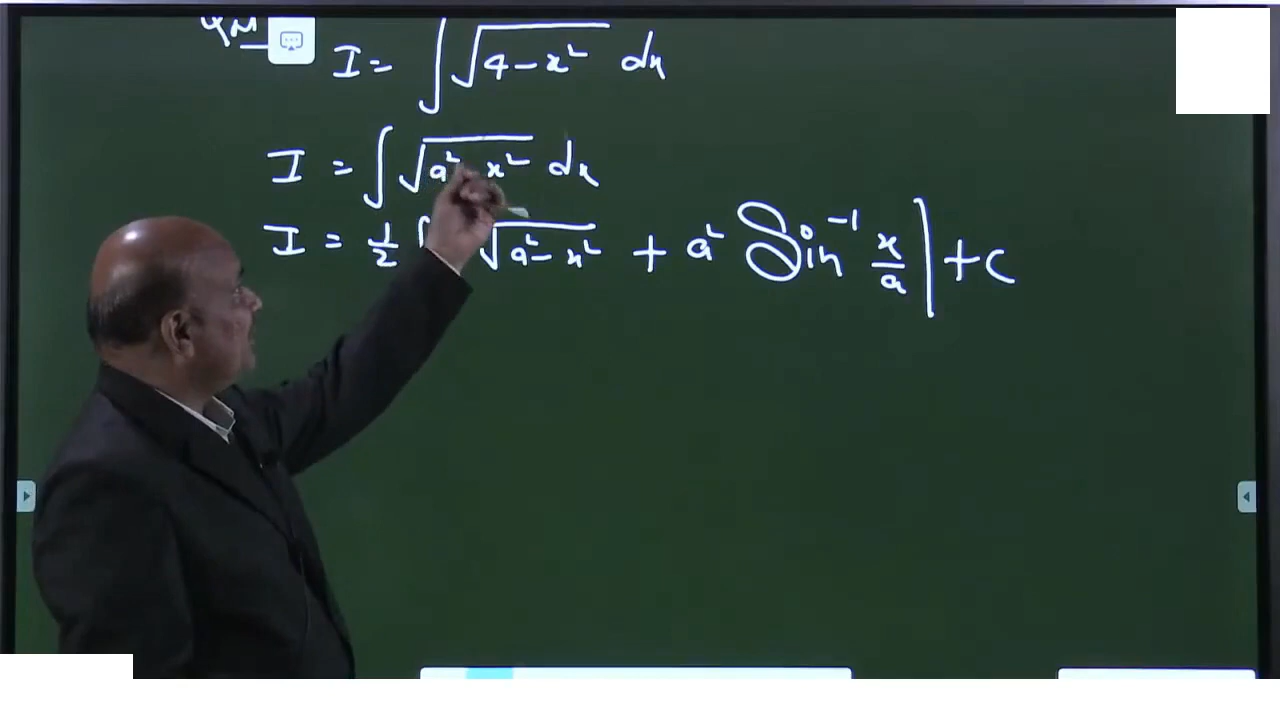 I = ∫ √4 - x² dx
I = ∫ √a² - x² dx
I = 1/2 √a² - x² + a² Sin⁻¹ x/a | + c